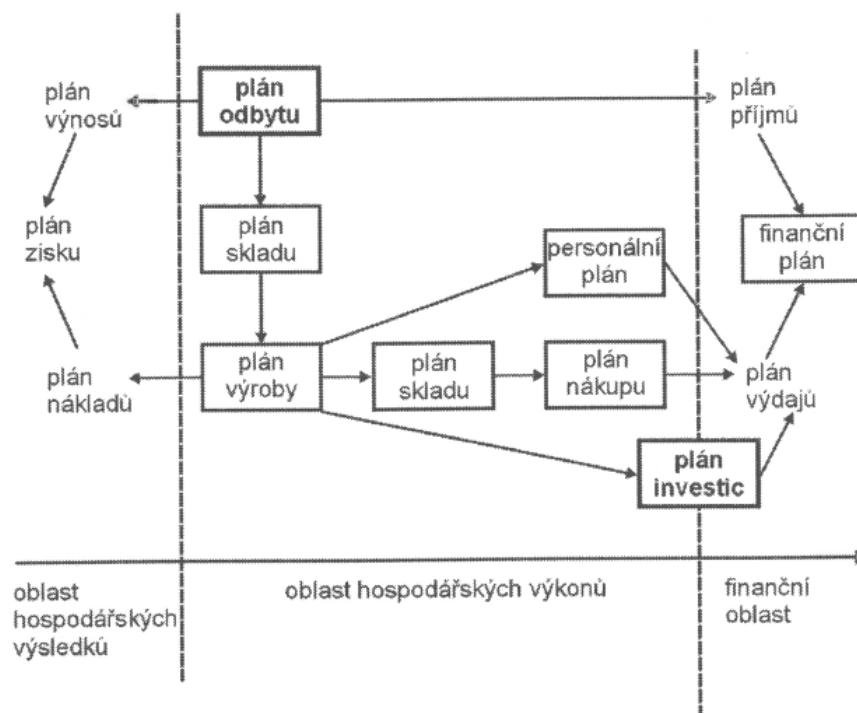 plán
výnosů
plán
odbytu
plán
příjmů
plán
zisku
plán
skladu
personální
plán
finanční
plán
plán
nákladů
plán
výroby
plán
skladu
plán
nákupu
plán
výdajů
plán
investic
oblast
hospodářských
výsledků
oblast hospodářských výkonů
finanční
oblast